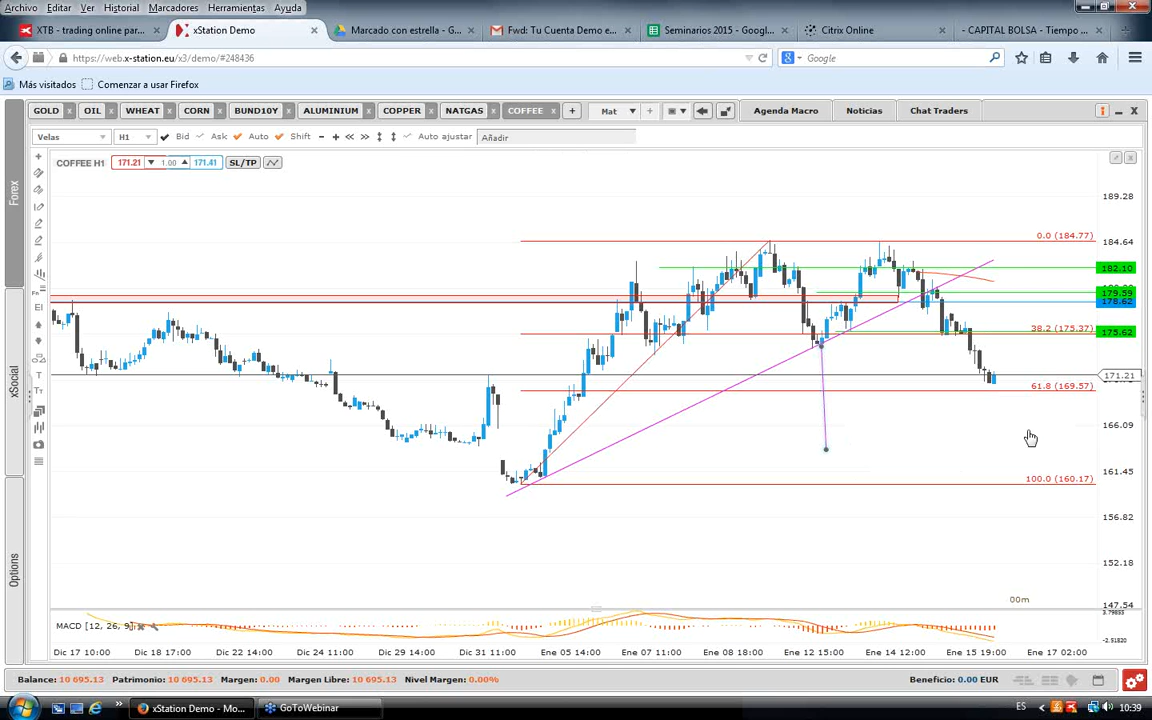 Archivo Editar Ver Historial Marcadores Herramientas Ayuda
XTB - trading online par... × xStation Demo × Marcado con estrella - G... × Fwd: Tu Cuenta Demo e... × Seminarios 2015 - Googl... × Citrix Online × - CAPITAL BOLSA - Tiempo ... ×
https://web.x-station.eu/x3/demo/#248436 Google
Más visitados Comenzar a usar Firefox
GOLD x OIL x WHEAT x CORN x BUND10Y x ALUMINIUM x COPPER x NATGAS x COFFEE x + Mat Agenda Macro Noticias Chat Traders
Velas H1 Bid Ask Auto Shift Auto ajustar Añadir
COFFEE H1 171.21 1.00 171.41 SL/TP
Forex
xSocial
Options
189.28
0.0 (184.77)
184.64
182.10
179.59
178.62
38.2 (175.37)
175.62
171.21
61.8 (169.57)
166.09
161.45
100.0 (160.17)
156.82
152.18
00m
147.54
MACD [12, 26, 9]
3.79833
-2.51820
Dic 17 10:00 Dic 18 17:00 Dic 22 14:00 Dic 24 11:00 Dic 29 14:00 Dic 31 11:00 Ene 05 14:00 Ene 07 11:00 Ene 08 18:00 Ene 12 15:00 Ene 14 12:00 Ene 15 19:00 Ene 17 02:00
Balance: 10 695.13 Patrimonio: 10 695.13 Margen: 0.00 Margen Libre: 10 695.13 Nivel Margen: 0.00% Beneficio: 0.00 EUR
xStation Demo - Mo... GoToWebinar ES 10:39